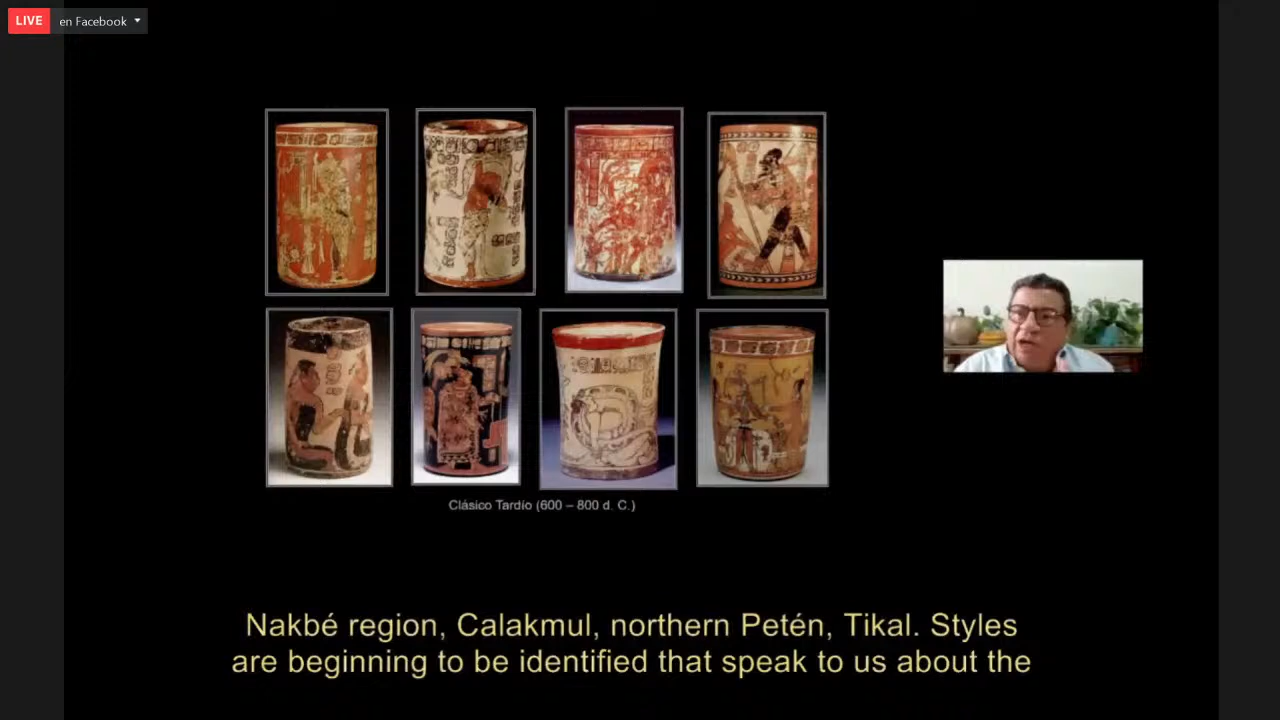 LIVE en Facebook
Clásico Tardío (600 – 800 d. C.)
Nakbé region, Calakmul, northern Petén, Tikal. Styles
are beginning to be identified that speak to us about the